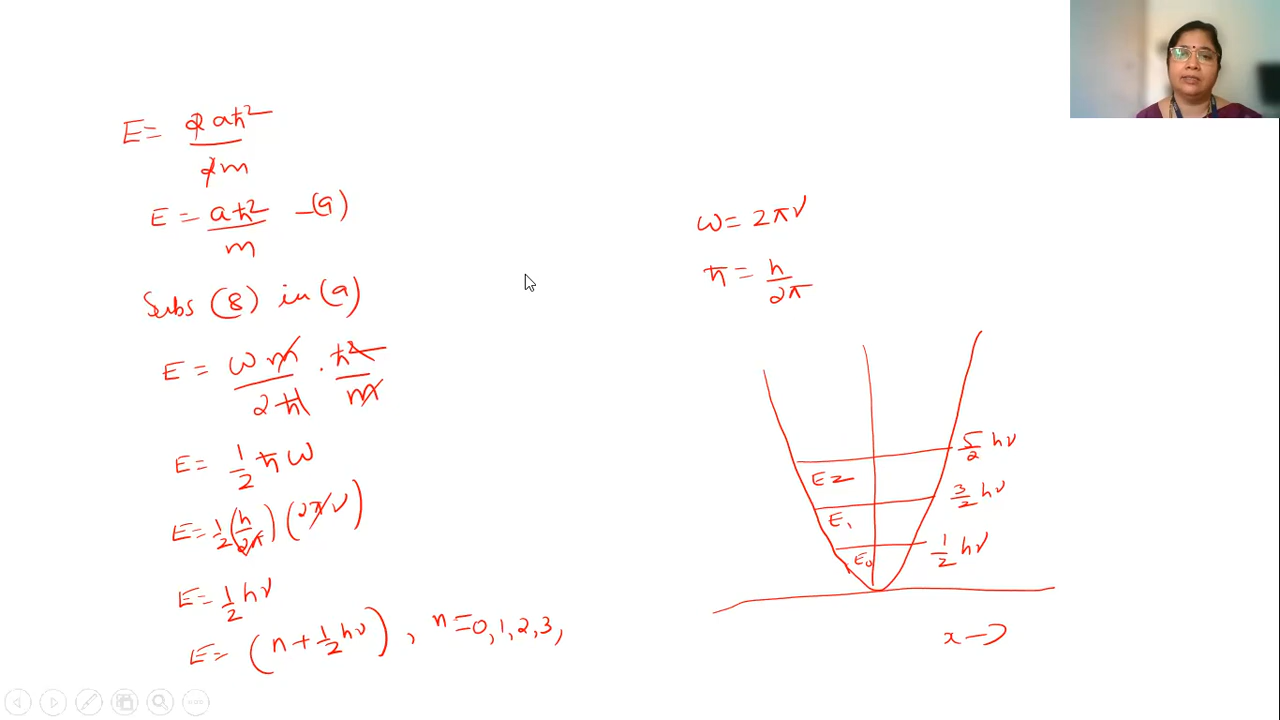 E = 2aħ² / 2m
E = aħ² / m —(9)
Subs (8) in (9)
E = ωm / 2ħ . ħ² / m
E = 1/2 ħω
E = 1/2 (h/2π) (2πν)
E = 1/2 hν
E = (n + 1/2 hν), n = 0, 1, 2, 3,
ω = 2πν
ħ = h / 2π
5/2 hν
E2
3/2 hν
E₁
1/2 hν
E₀
x →